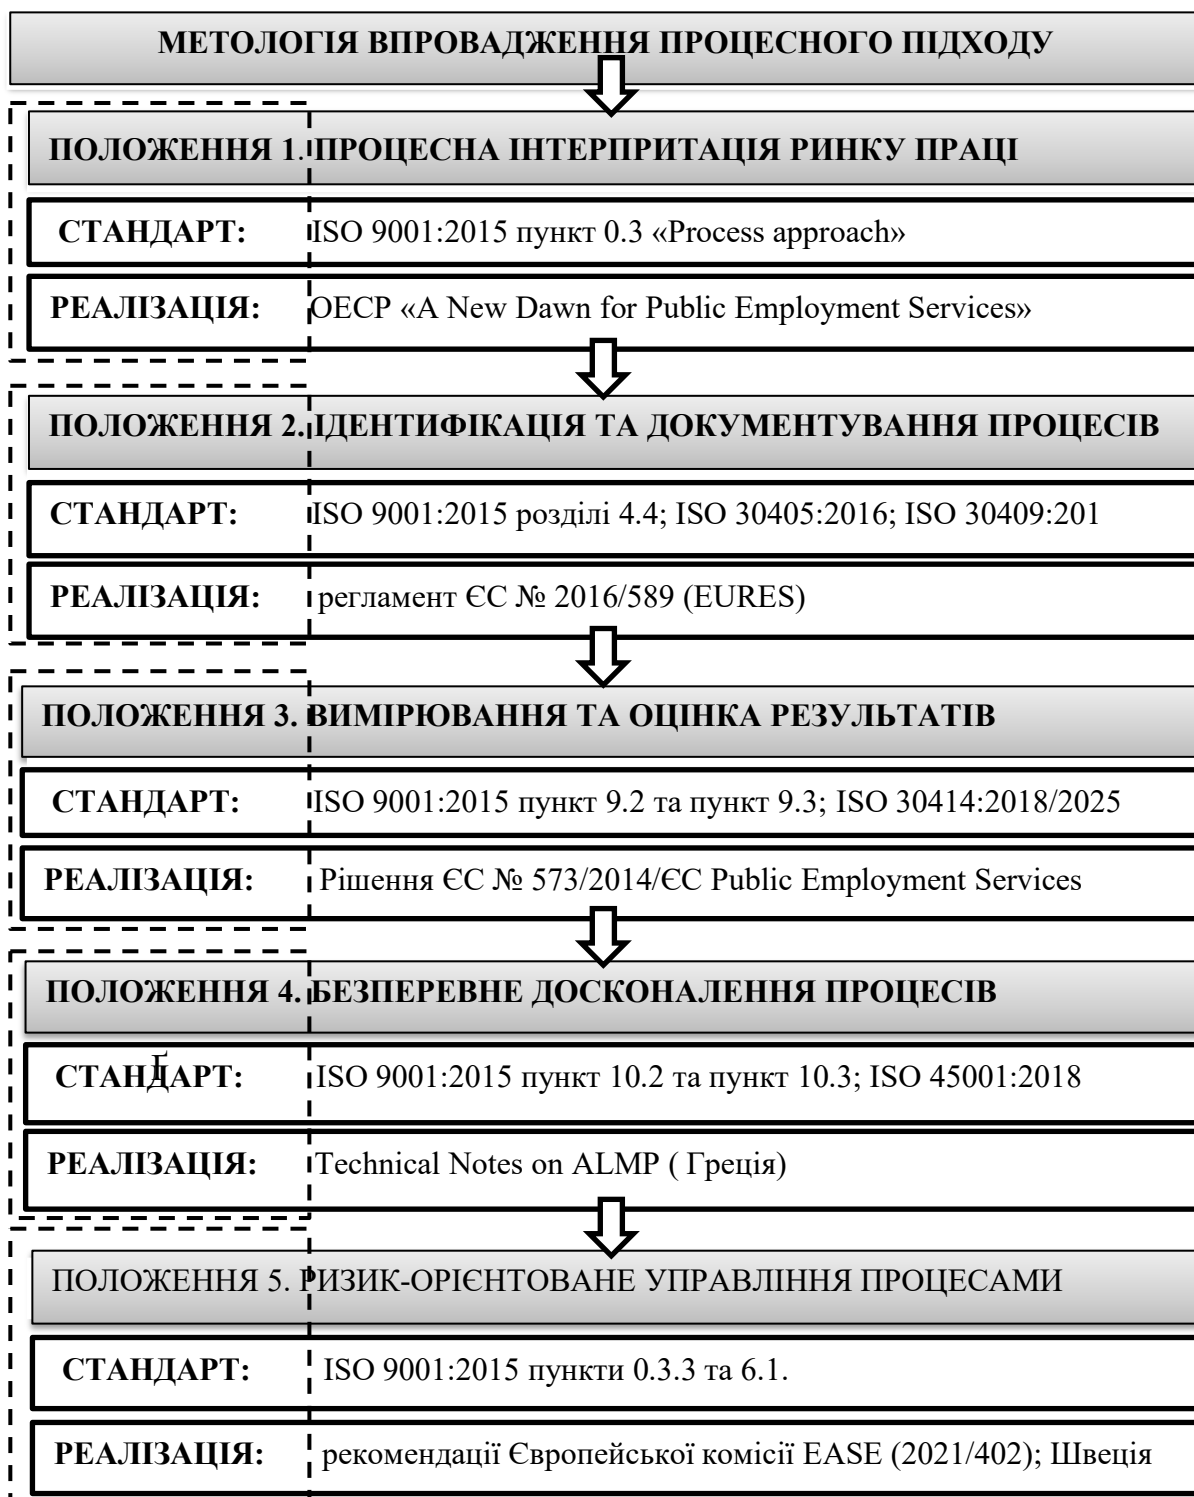 МЕТОЛОГІЯ ВПРОВАДЖЕННЯ ПРОЦЕСНОГО ПІДХОДУ
ПОЛОЖЕННЯ 1. ПРОЦЕСНА ІНТЕРПРИТАЦІЯ РИНКУ ПРАЦІ
СТАНДАРТ: ISO 9001:2015 пункт 0.3 «Process approach»
РЕАЛІЗАЦІЯ: ОЕСР «A New Dawn for Public Employment Services»
ПОЛОЖЕННЯ 2. ІДЕНТИФІКАЦІЯ ТА ДОКУМЕНТУВАННЯ ПРОЦЕСІВ
СТАНДАРТ: ISO 9001:2015 розділі 4.4; ISO 30405:2016; ISO 30409:201
РЕАЛІЗАЦІЯ: регламент ЄС № 2016/589 (EURES)
ПОЛОЖЕННЯ 3. ВИМІРЮВАННЯ ТА ОЦІНКА РЕЗУЛЬТАТІВ
СТАНДАРТ: ISO 9001:2015 пункт 9.2 та пункт 9.3; ISO 30414:2018/2025
РЕАЛІЗАЦІЯ: Рішення ЄС № 573/2014/ЄС Public Employment Services
ПОЛОЖЕННЯ 4. БЕЗПЕРЕВНЕ ДОСКОНАЛЕННЯ ПРОЦЕСІВ
СТАНДАРТ: ISO 9001:2015 пункт 10.2 та пункт 10.3; ISO 45001:2018
РЕАЛІЗАЦІЯ: Technical Notes on ALMP ( Греція)
ПОЛОЖЕННЯ 5. РИЗИК-ОРІЄНТОВАНЕ УПРАВЛІННЯ ПРОЦЕСАМИ
СТАНДАРТ: ISO 9001:2015 пункти 0.3.3 та 6.1.
РЕАЛІЗАЦІЯ: рекомендації Європейської комісії EASE (2021/402); Швеція